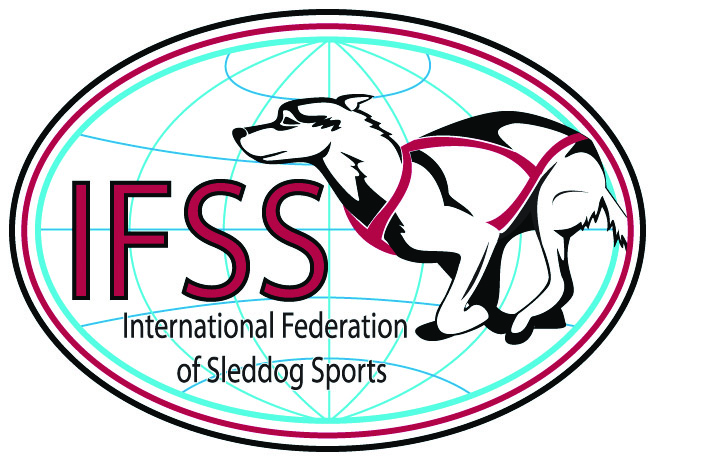 IFSS
International Federation
of Sleddog Sports